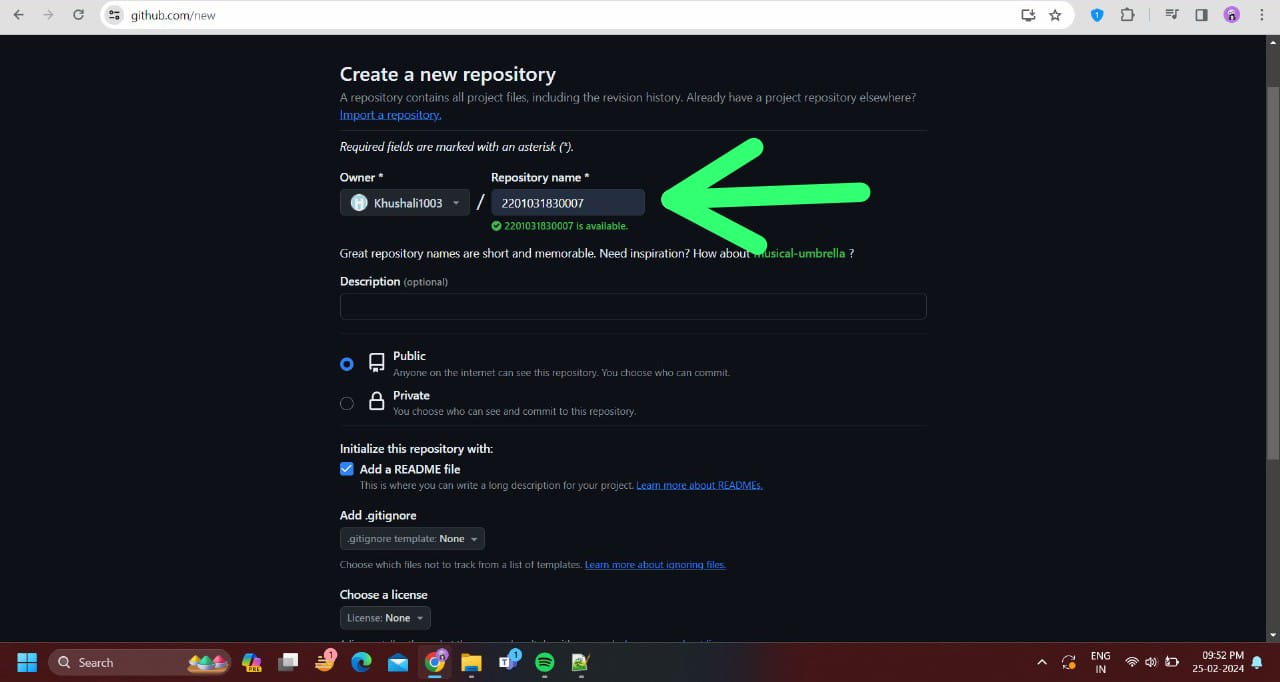 github.com/new
Create a new repository
A repository contains all project files, including the revision history. Already have a project repository elsewhere?
Import a repository.
Required fields are marked with an asterisk (*).
Owner * Repository name *
Khushali1003 / 2201031830007
2201031830007 is available.
Great repository names are short and memorable. Need inspiration? How about musical-umbrella ?
Description (optional)
Public
Anyone on the internet can see this repository. You choose who can commit.
Private
You choose who can see and commit to this repository.
Initialize this repository with:
Add a README file
This is where you can write a long description for your project. Learn more about READMEs.
Add .gitignore
.gitignore template: None
Choose which files not to track from a list of templates. Learn more about ignoring files.
Choose a license
License: None
Search
ENG
IN
09:52 PM
25-02-2024